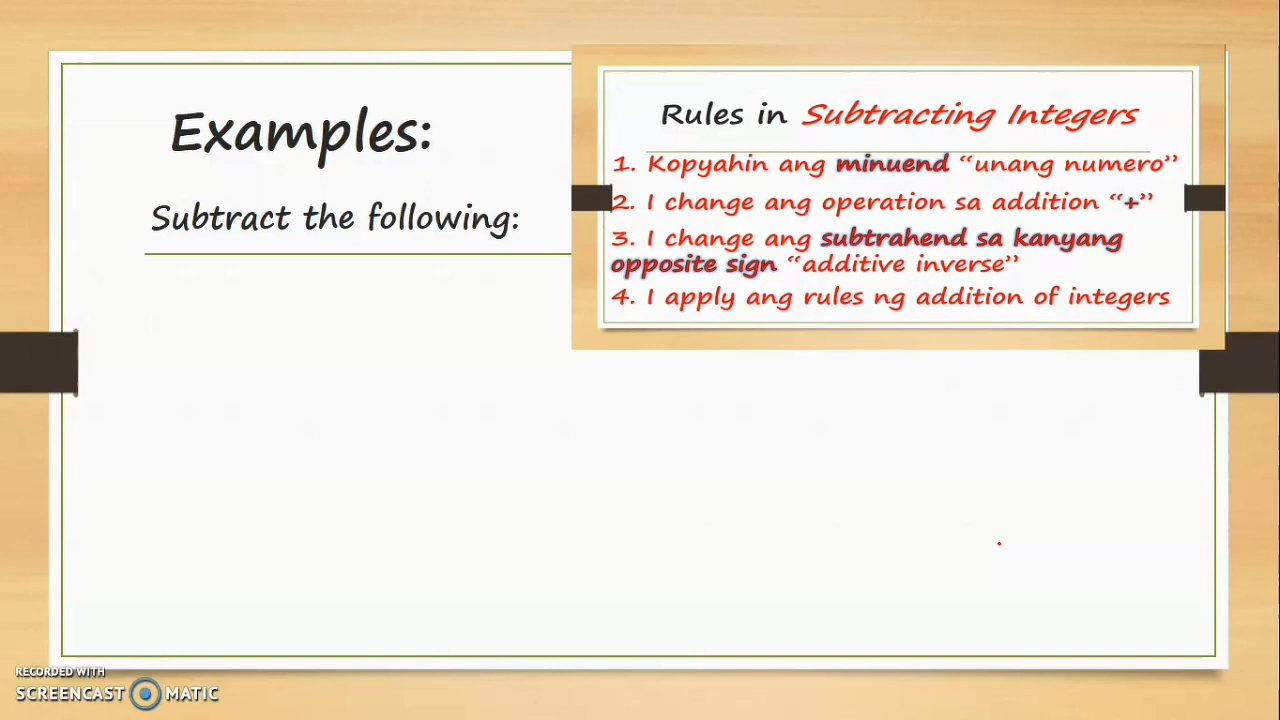 Examples:
Subtract the following:
Rules in Subtracting Integers
1. Kopyahin ang minuend “unang numero”
2. I change ang operation sa addition “+”
3. I change ang subtrahend sa kanyang
opposite sign “additive inverse”
4. I apply ang rules ng addition of integers
RECORDED WITH
SCREENCAST MATIC